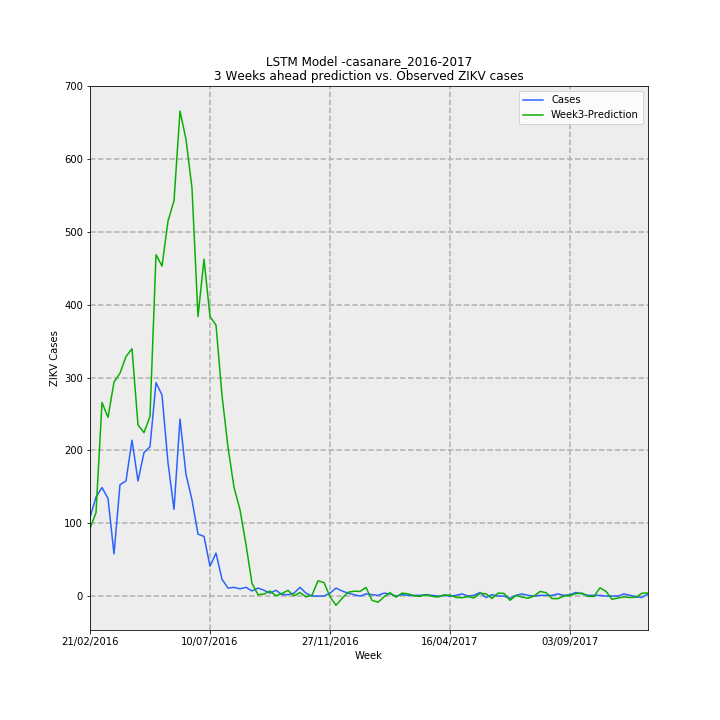 LSTM Model -casanare_2016-2017
3 Weeks ahead prediction vs. Observed ZIKV cases
Cases
Week3-Prediction
ZIKV Cases
700
600
500
400
300
200
100
0
21/02/2016
10/07/2016
27/11/2016
16/04/2017
03/09/2017
Week